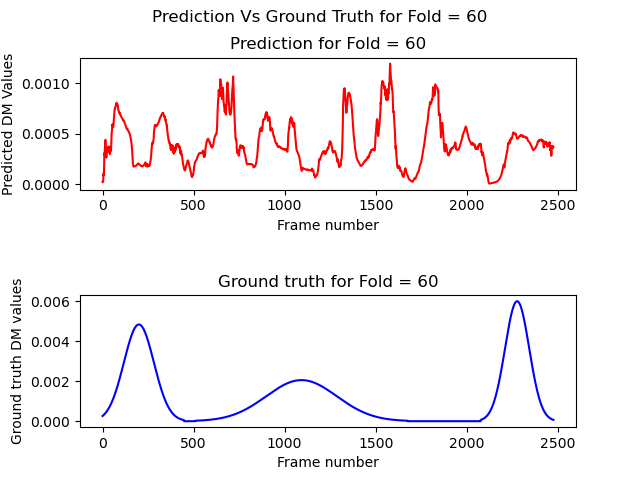 Prediction Vs Ground Truth for Fold = 60
Prediction for Fold = 60
Predicted DM Values
0.0010
0.0005
0.0000
0 500 1000 1500 2000 2500
Frame number
Ground truth for Fold = 60
Ground truth DM values
0.006
0.004
0.002
0.000
0 500 1000 1500 2000 2500
Frame number